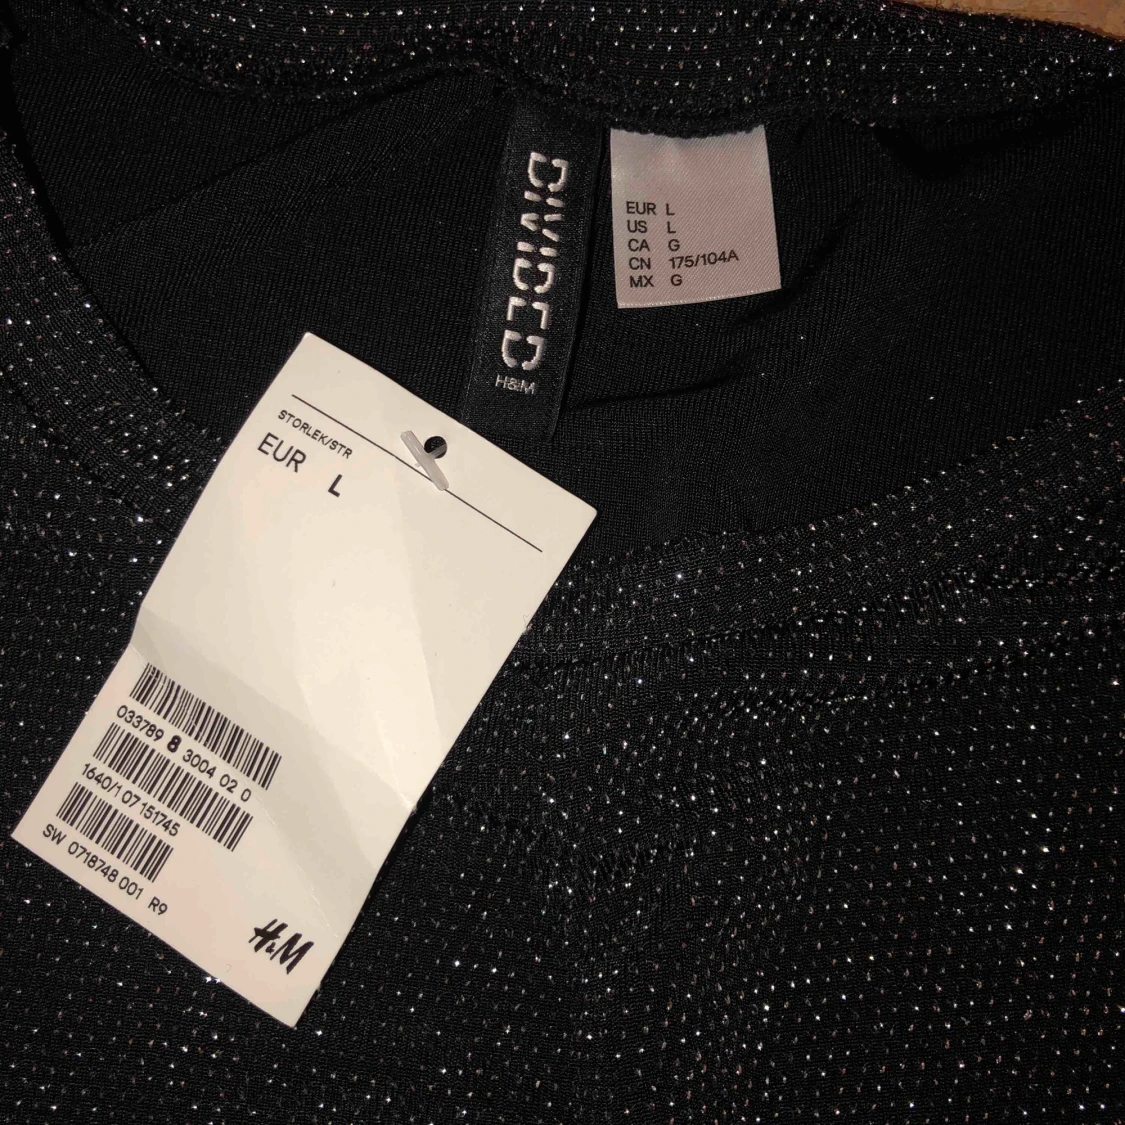 DIVIDED
H&M
EUR L
US L
CA G
CN 175/104A
MX G
STORLEK/STR
EUR L
033789 8 3004 02 0
1640/1 07 151745
SW 0718748 001 R9
H&M